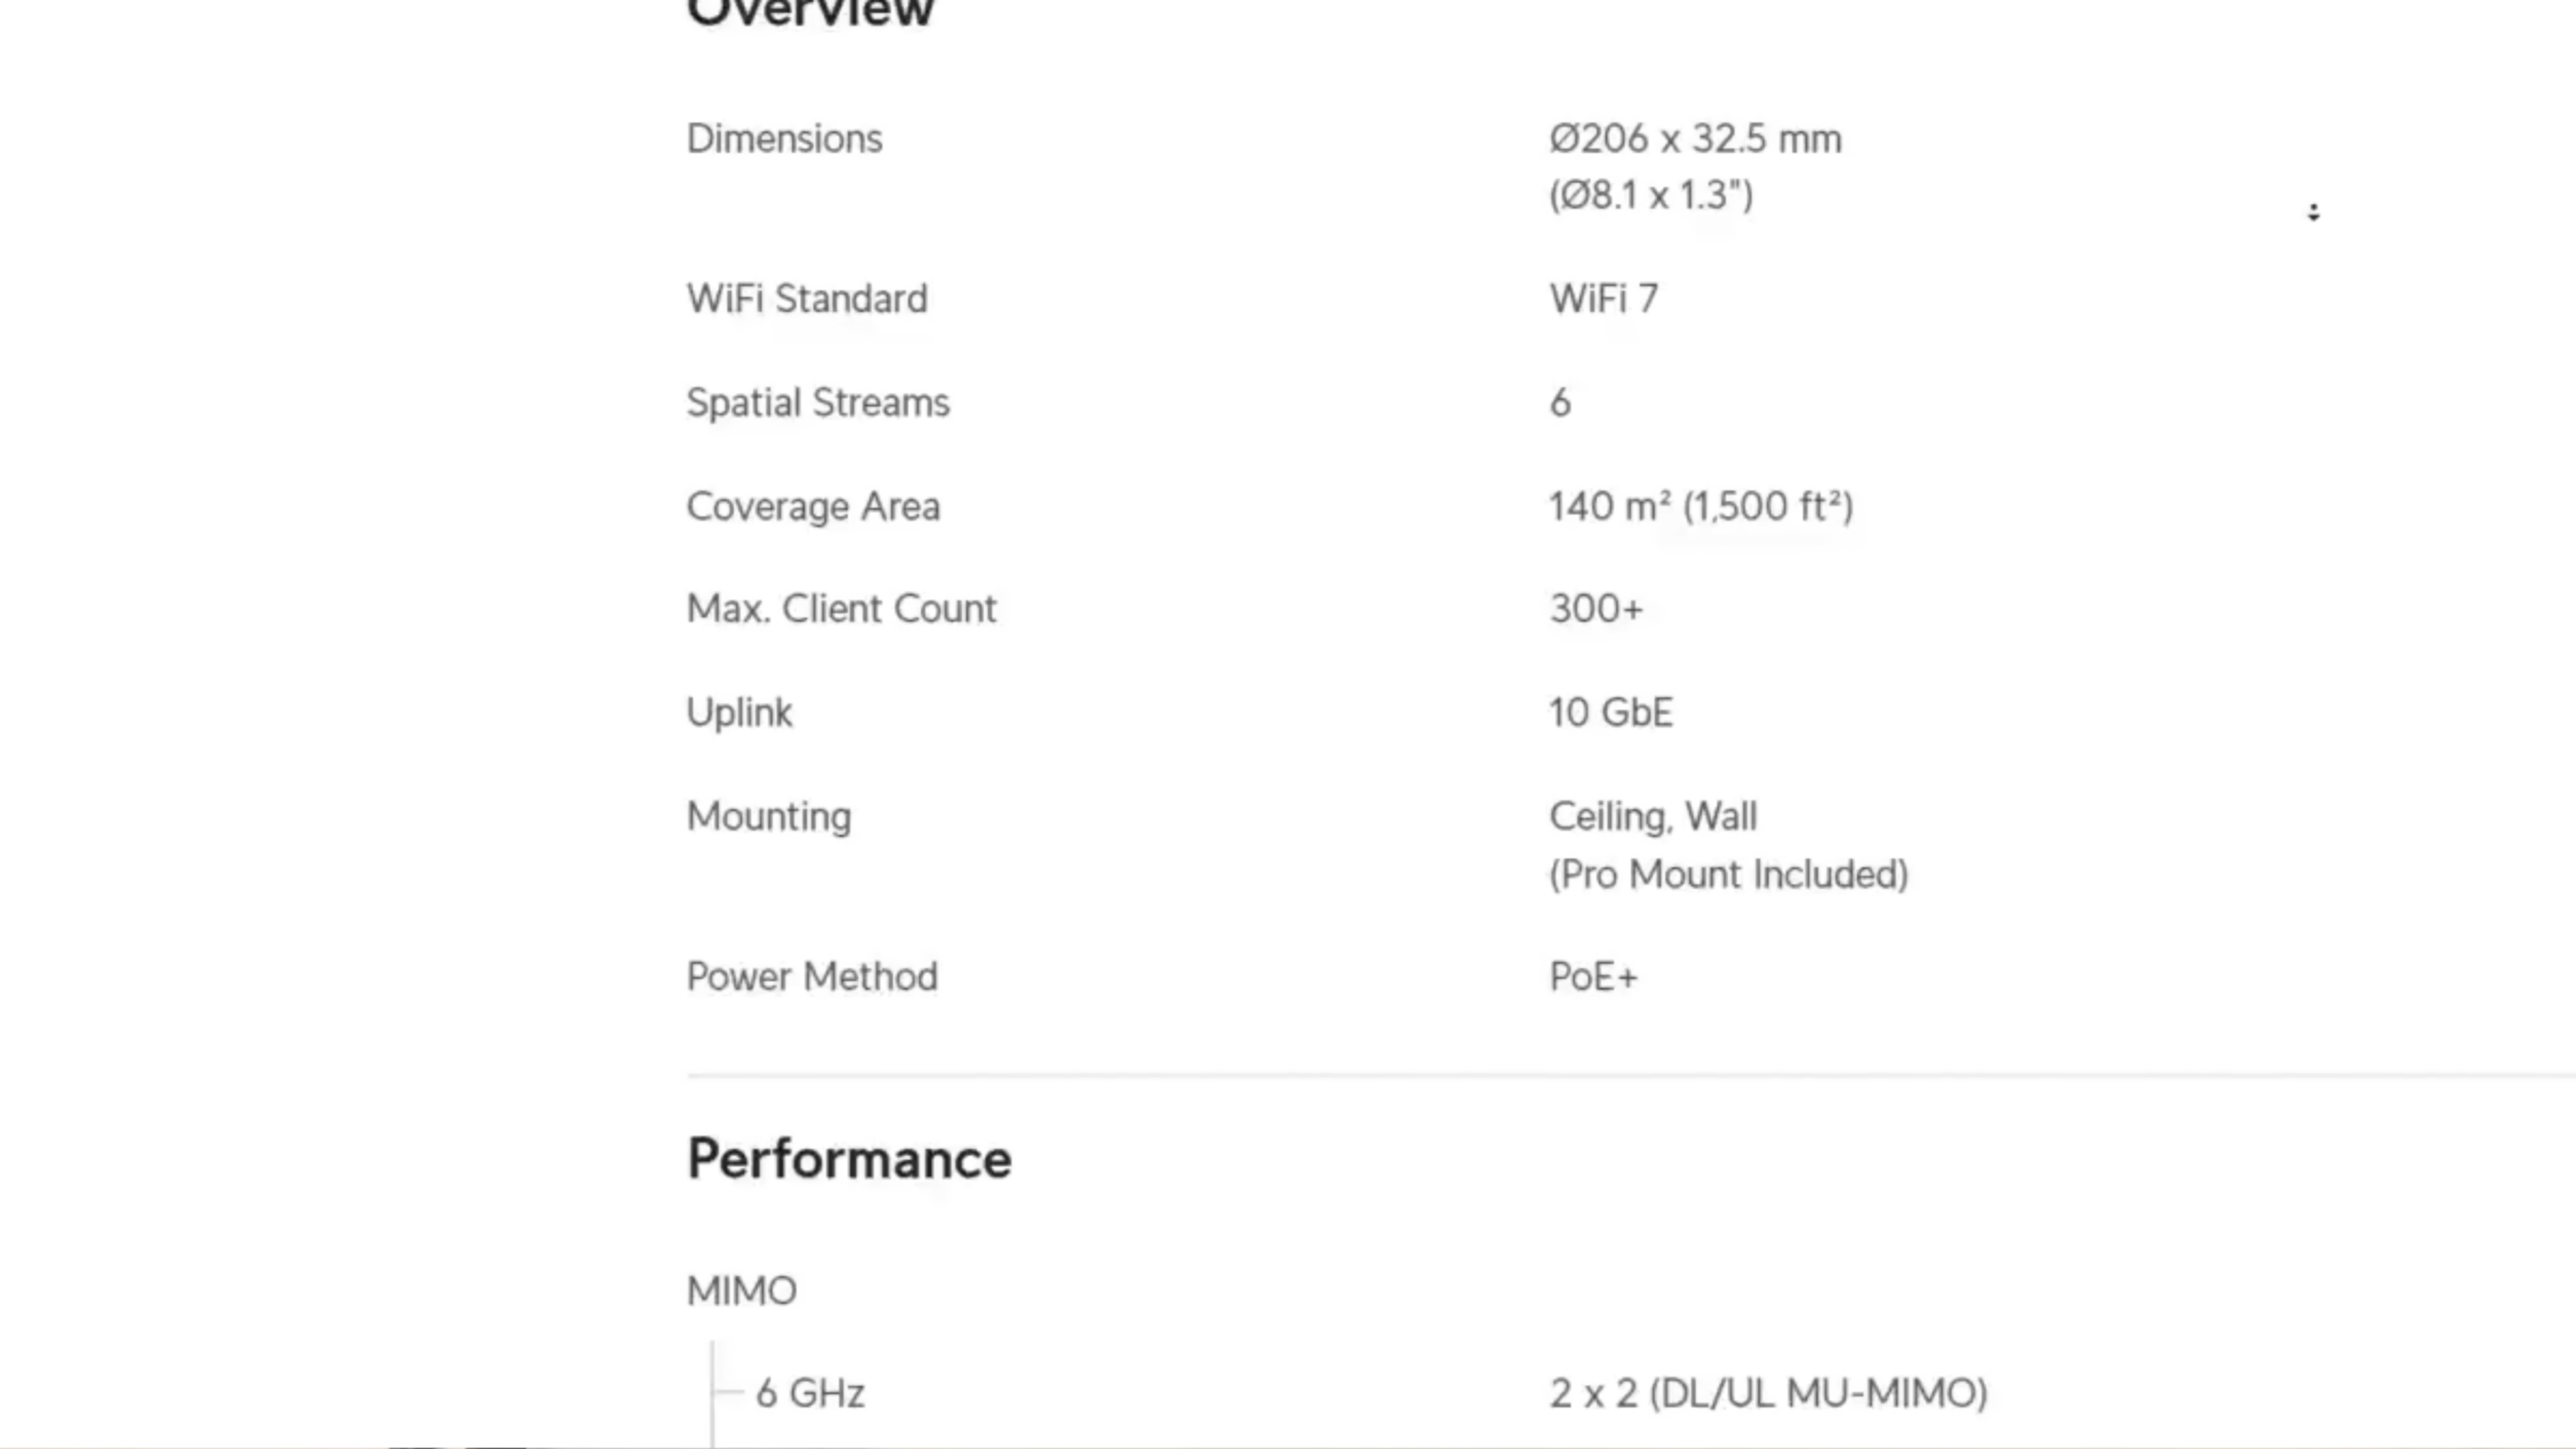 Overview
Dimensions
Ø206 x 32.5 mm
(Ø8.1 x 1.3")
WiFi Standard
WiFi 7
Spatial Streams
6
Coverage Area
140 m² (1,500 ft²)
Max. Client Count
300+
Uplink
10 GbE
Mounting
Ceiling, Wall
(Pro Mount Included)
Power Method
PoE+
Performance
MIMO
6 GHz
2 x 2 (DL/UL MU-MIMO)